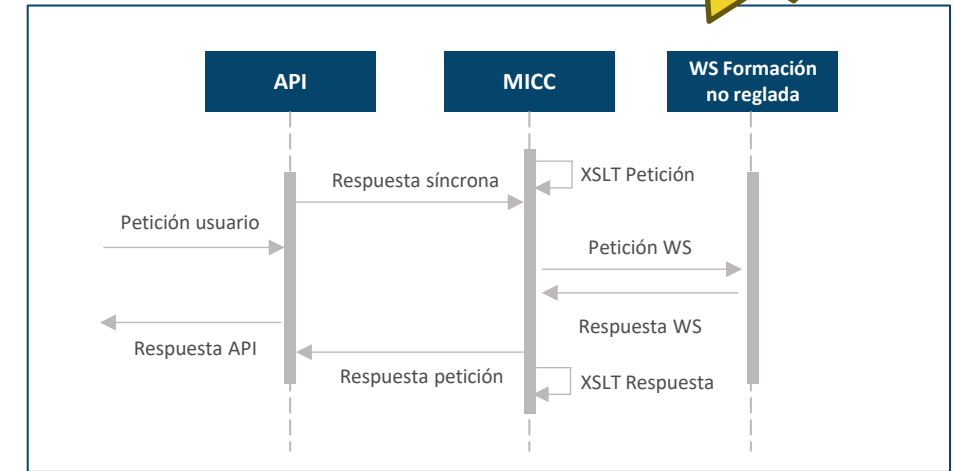 API
MICC
WS Formación
no reglada
XSLT Petición
Respuesta síncrona
Petición usuario
Petición WS
Respuesta WS
Respuesta API
Respuesta petición
XSLT Respuesta